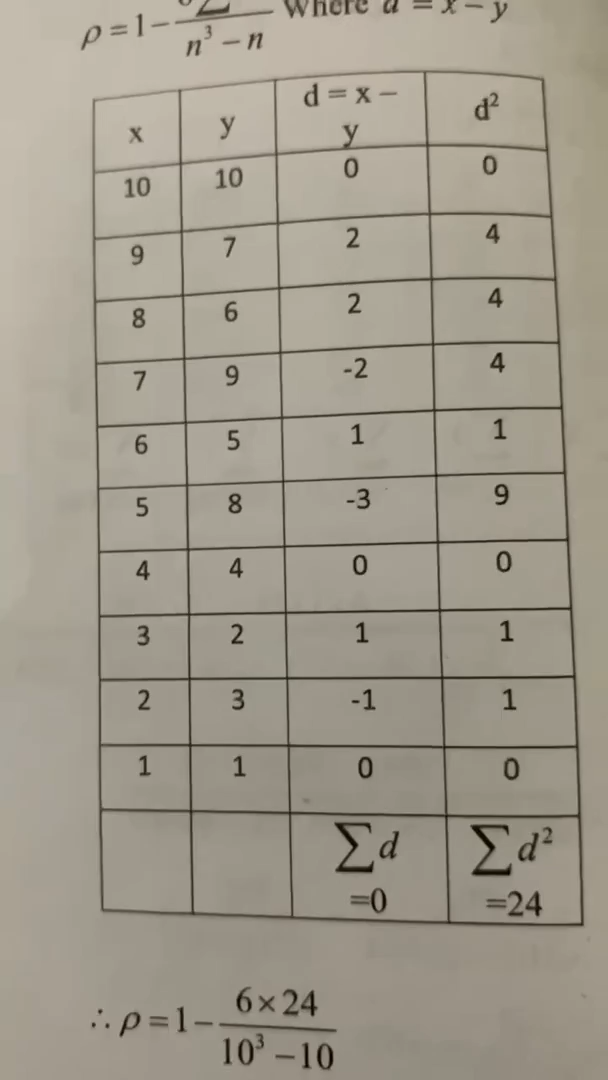 ρ = 1 − 6∑ / n³ − n Where d = x − y
x y d = x − y d²
10 10 0 0
9 7 2 4
8 6 2 4
7 9 -2 4
6 5 1 1
5 8 -3 9
4 4 0 0
3 2 1 1
2 3 -1 1
1 1 0 0
∑d =0 ∑d² =24
∴ ρ = 1 − 6×24 / 10³ − 10